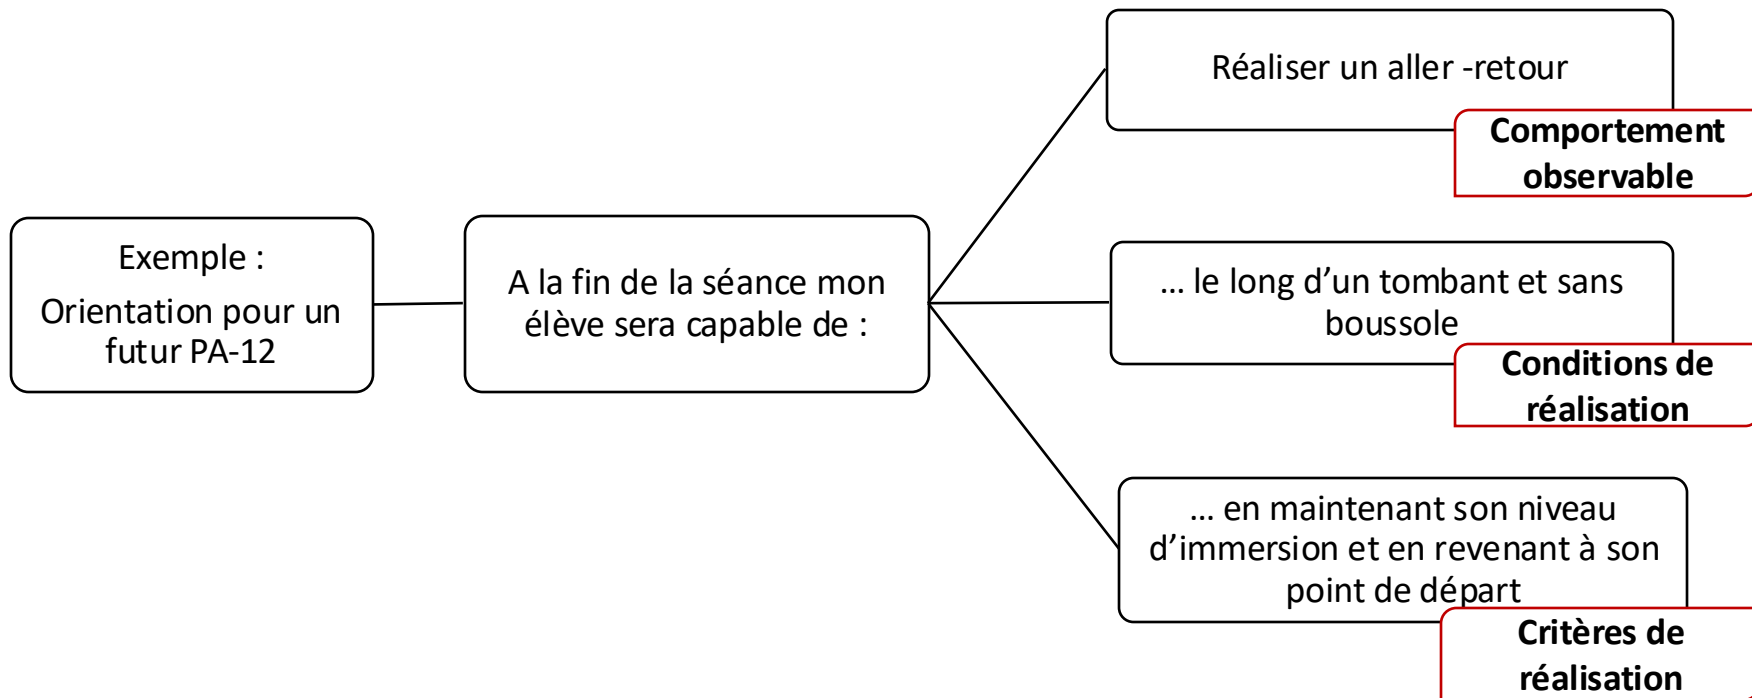 Exemple :
Orientation pour un
futur PA-12
A la fin de la séance mon
élève sera capable de :
Réaliser un aller -retour
Comportement
observable
... le long d’un tombant et sans
boussole
Conditions de
réalisation
... en maintenant son niveau
d’immersion et en revenant à son
point de départ
Critères de
réalisation